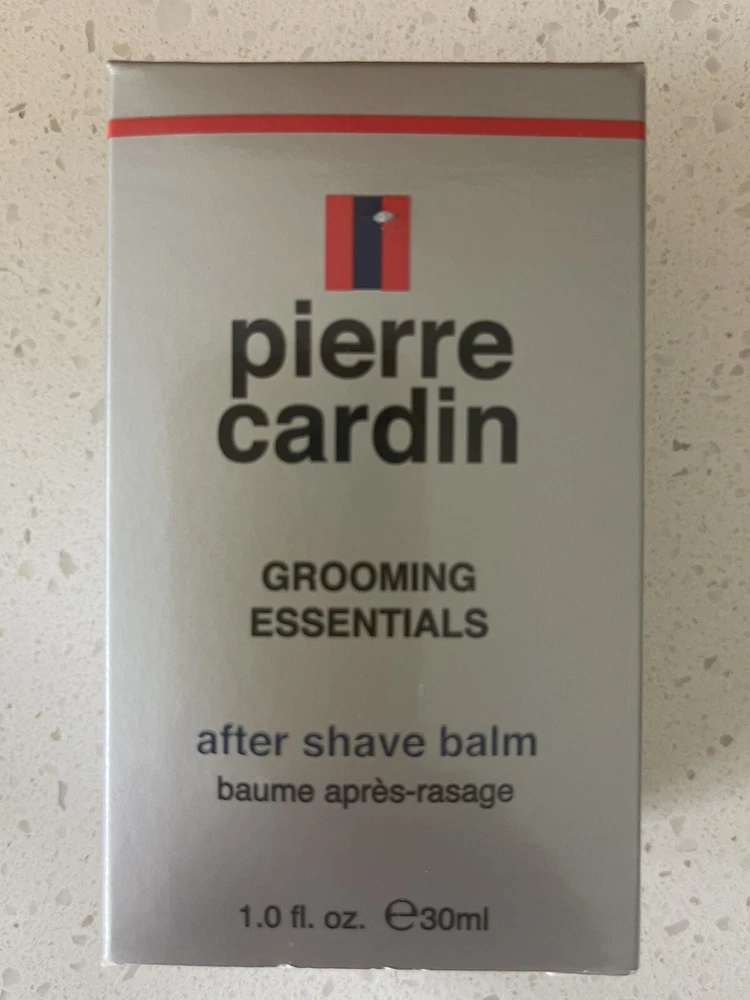 pierre
cardin
GROOMING
ESSENTIALS
after shave balm
baume après-rasage
1.0 fl. oz. ℮30ml